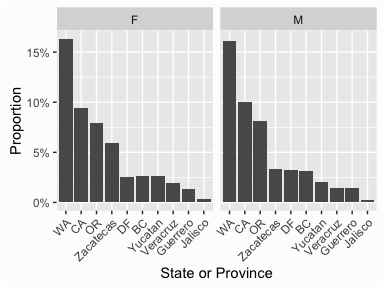 F M
15%
10%
5%
0%
Proportion
WA CA OR Zacatecas DF BC Yucatan Veracruz Guerrero Jalisco WA CA OR Zacatecas DF BC Yucatan Veracruz Guerrero Jalisco
State or Province